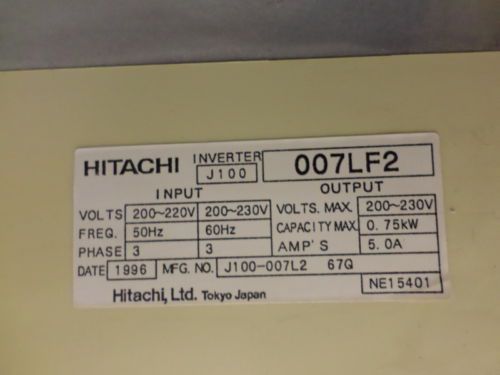 HITACHI INVERTER J100 007LF2
INPUT OUTPUT
VOLTS 200~220V 200~230V VOLTS. MAX. 200~230V
FREQ. 50Hz 60Hz CAPACITY MAX. 0.75kW
PHASE 3 3 AMP'S 5.0A
DATE 1996 MFG. NO. J100-007L2 67Q
NE15401
Hitachi, Ltd. Tokyo Japan